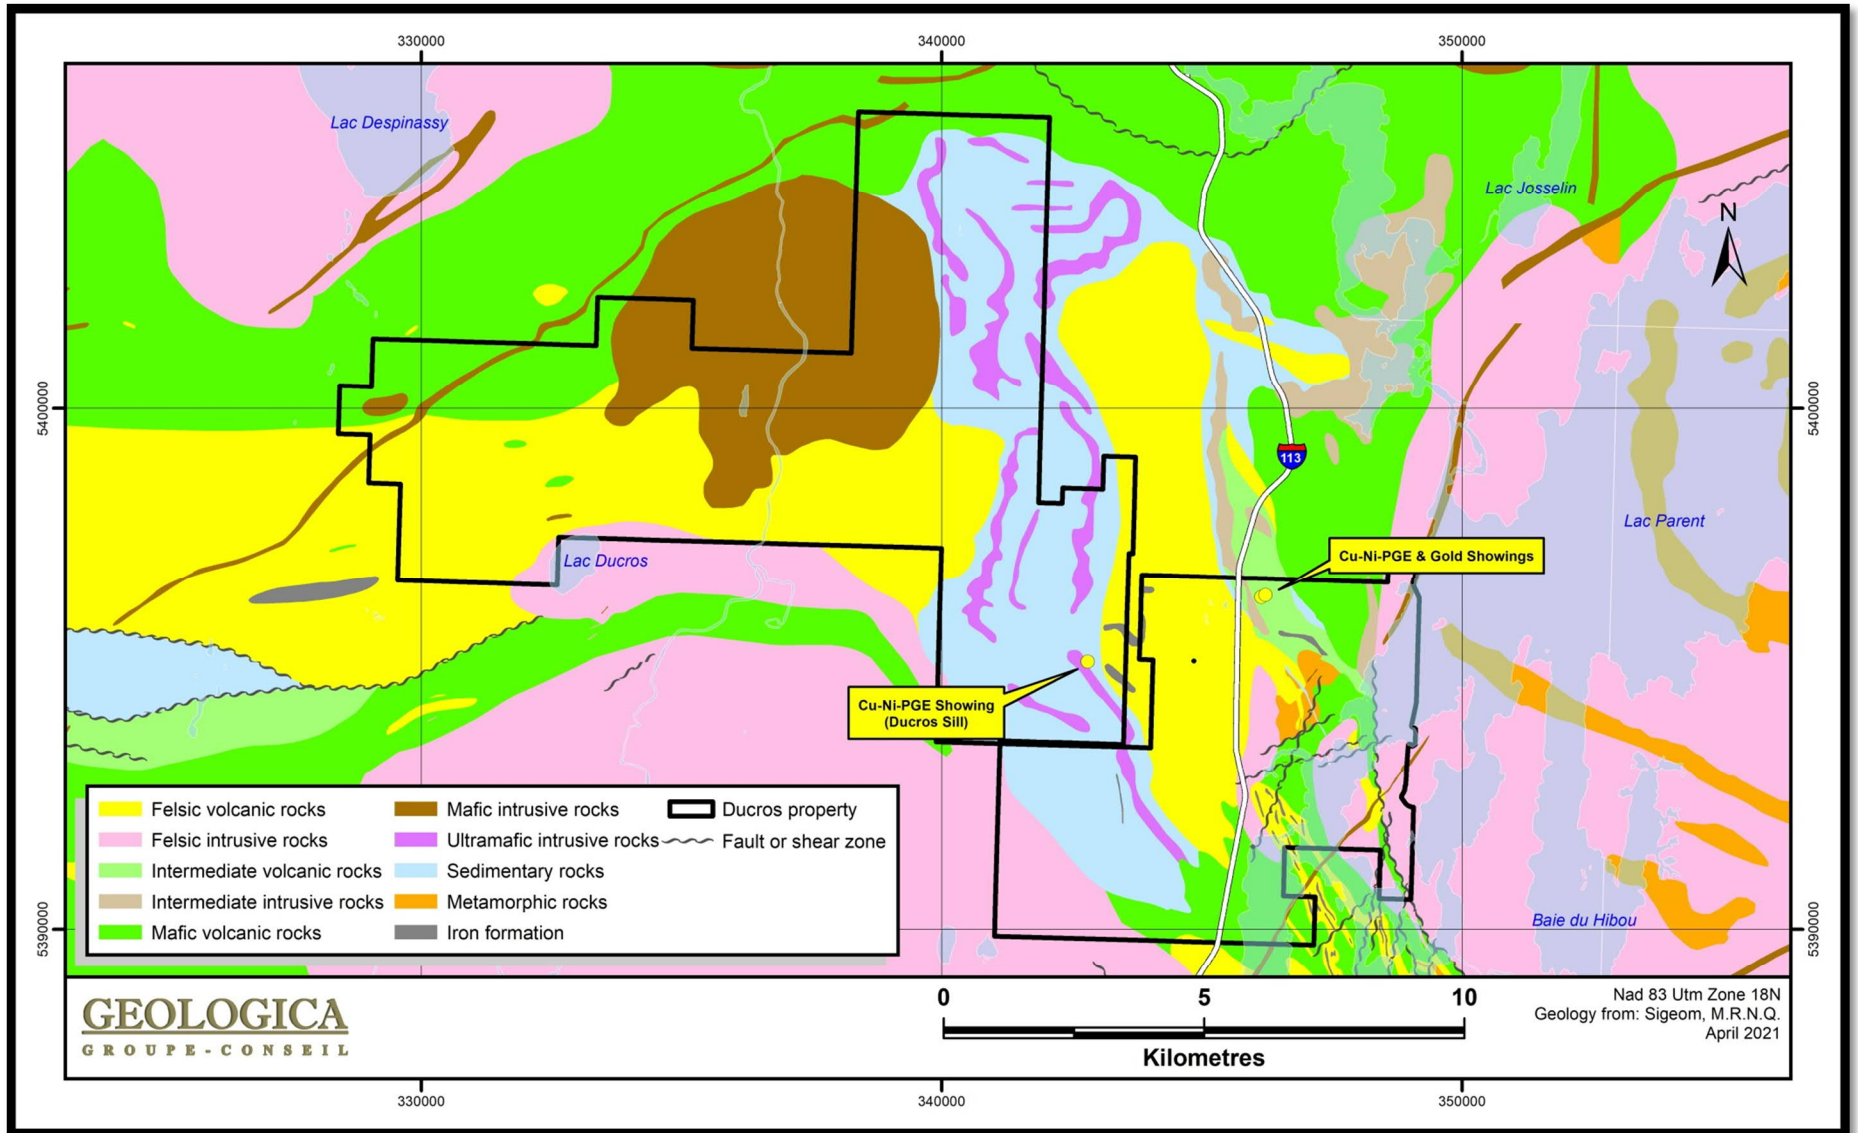 330000
340000
350000
Lac Despinassy
Lac Josselin
N
5400000
5400000
113
Lac Parent
Cu-Ni-PGE & Gold Showings
Lac Ducros
Cu-Ni-PGE Showing
(Ducros Sill)
Felsic volcanic rocks
Mafic intrusive rocks
Ducros property
Felsic intrusive rocks
Ultramafic intrusive rocks
Fault or shear zone
Intermediate volcanic rocks
Sedimentary rocks
Intermediate intrusive rocks
Metamorphic rocks
Mafic volcanic rocks
Iron formation
Baie du Hibou
5390000
5390000
GEOLOGICA
GROUPE-CONSEIL
0
5
10
Kilometres
Nad 83 Utm Zone 18N
Geology from: Sigeom, M.R.N.Q.
April 2021
330000
340000
350000